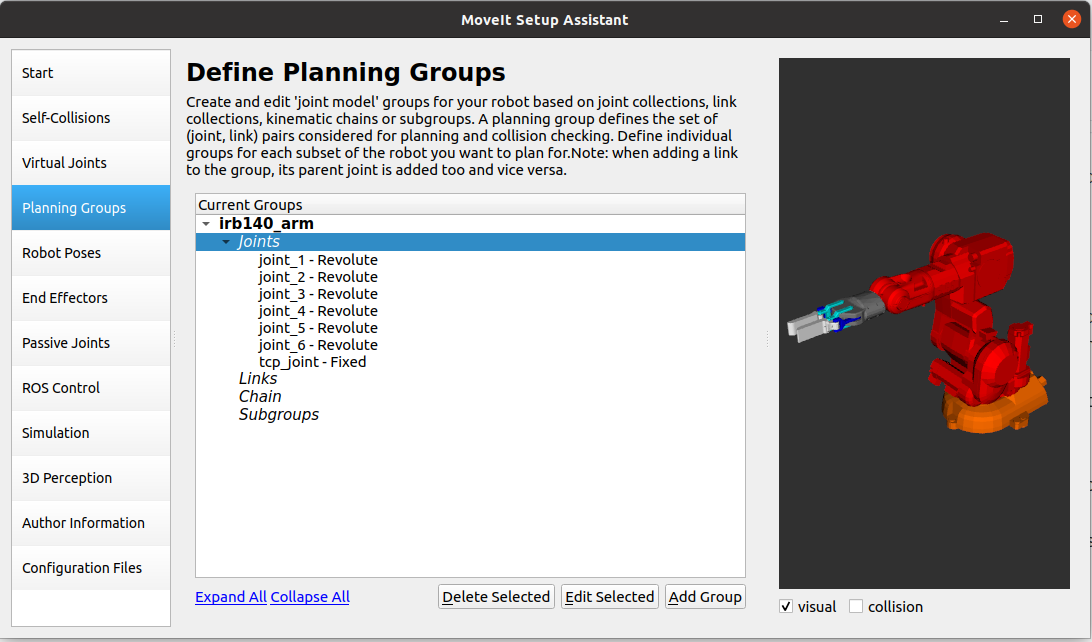 MoveIt Setup Assistant
Start
Self-Collisions
Virtual Joints
Planning Groups
Robot Poses
End Effectors
Passive Joints
ROS Control
Simulation
3D Perception
Author Information
Configuration Files
Define Planning Groups
Create and edit 'joint model' groups for your robot based on joint collections, link
collections, kinematic chains or subgroups. A planning group defines the set of
(joint, link) pairs considered for planning and collision checking. Define individual
groups for each subset of the robot you want to plan for.Note: when adding a link
to the group, its parent joint is added too and vice versa.
Current Groups
irb140_arm
Joints
joint_1 - Revolute
joint_2 - Revolute
joint_3 - Revolute
joint_4 - Revolute
joint_5 - Revolute
joint_6 - Revolute
tcp_joint - Fixed
Links
Chain
Subgroups
Expand All Collapse All
Delete Selected
Edit Selected
Add Group
visual
collision